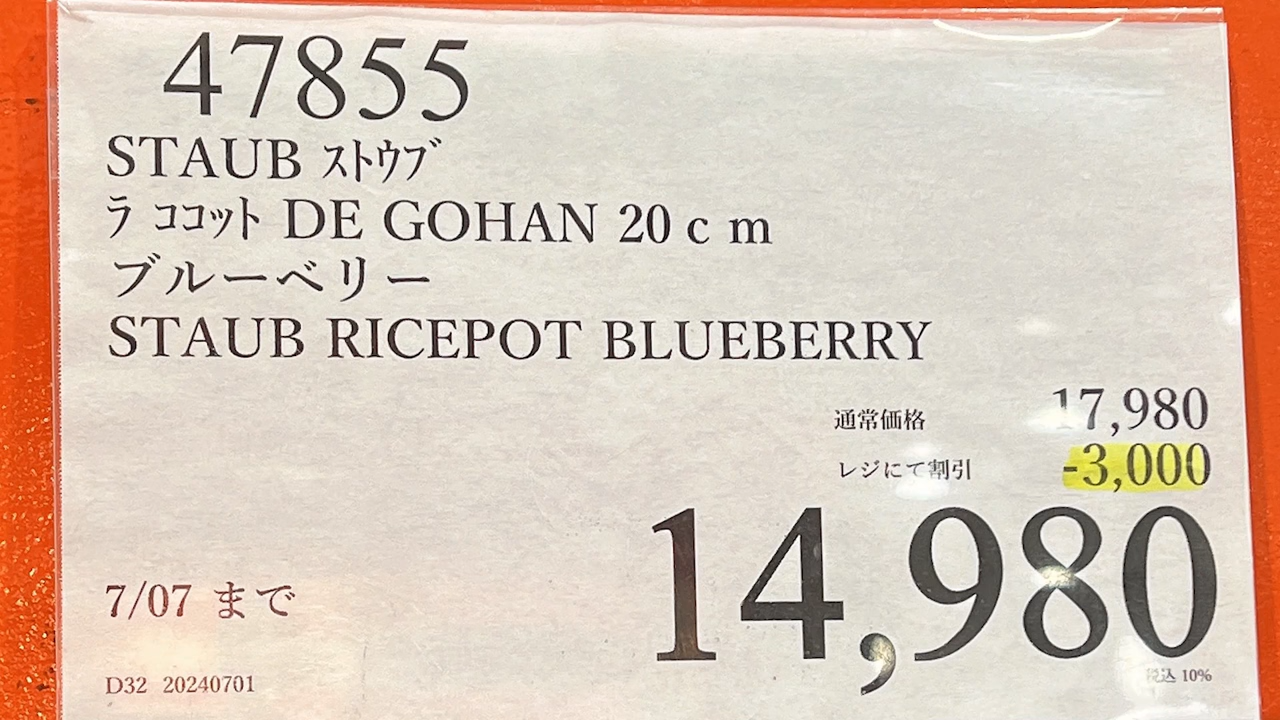 47855
STAUB ストウブ
ラ ココット DE GOHAN 20ｃｍ
ブルーベリー
STAUB RICEPOT BLUEBERRY
通常価格 17,980
レジにて割引 -3,000
14,980
7/07 まで
税込 10%
D32 20240701